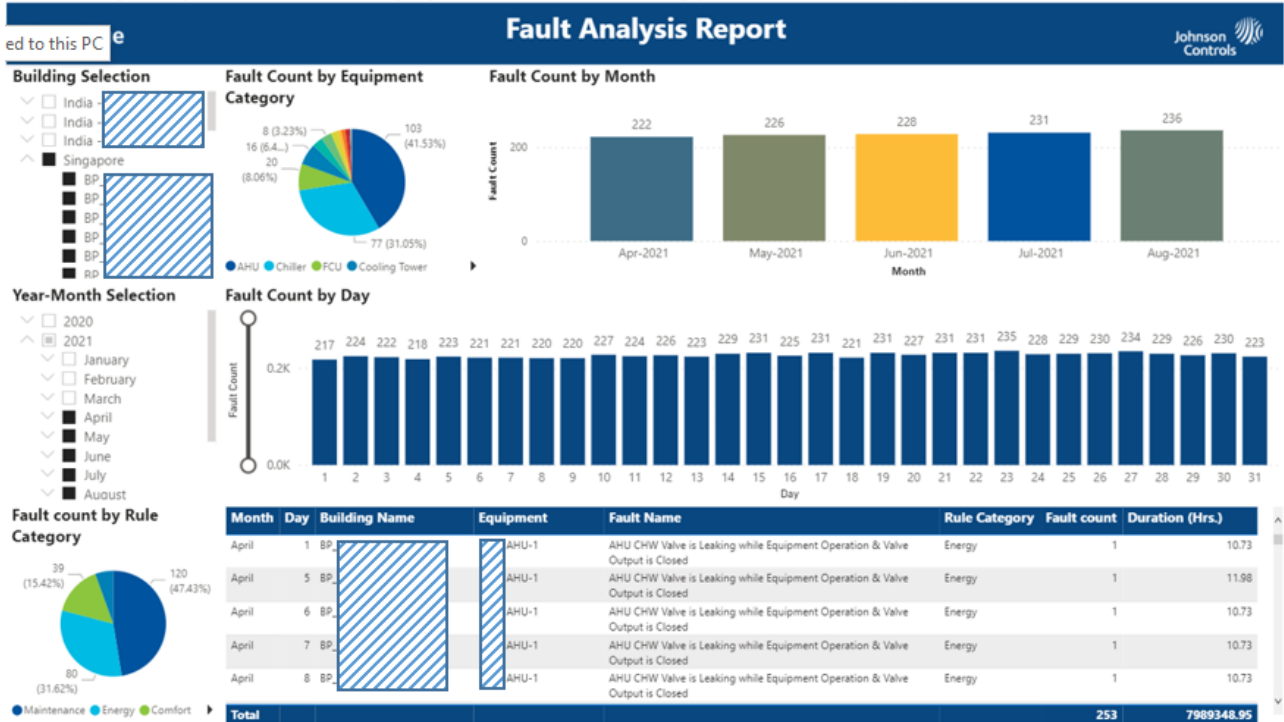 Fault Analysis Report
ed to this PC
e
Johnson
Controls
Building Selection
India -
India -
India -
Singapore
BP_
BP_
BP_
BP_
BP_
BP
Fault Count by Equipment
Category
8 (3.23%)
16 (6.4...)
20
(8.06%)
103
(41.53%)
77 (31.05%)
AHU Chiller FCU Cooling Tower
Fault Count by Month
Fault Count
200
0
222 226 228 231 236
Apr-2021 May-2021 Jun-2021 Jul-2021 Aug-2021
Month
Year-Month Selection
2020
2021
January
February
March
April
May
June
July
August
Fault Count by Day
Fault Count
0.2K
0.0K
217 224 222 218 223 221 221 220 220 227 224 226 223 229 231 225 231 221 231 227 231 231 235 228 229 230 234 229 226 230 223
1 2 3 4 5 6 7 8 9 10 11 12 13 14 15 16 17 18 19 20 21 22 23 24 25 26 27 28 29 30 31
Day
Fault count by Rule
Category
39
(15.42%)
120
(47.43%)
80
(31.62%)
Maintenance Energy Comfort
Month Day Building Name Equipment Fault Name Rule Category Fault count Duration (Hrs.)
April 1 BP_ AHU-1 AHU CHW Valve is Leaking while Equipment Operation & Valve Energy 1 10.73
Output is Closed
April 5 BP_ AHU-1 AHU CHW Valve is Leaking while Equipment Operation & Valve Energy 1 11.98
Output is Closed
April 6 BP_ AHU-1 AHU CHW Valve is Leaking while Equipment Operation & Valve Energy 1 10.73
Output is Closed
April 7 BP_ AHU-1 AHU CHW Valve is Leaking while Equipment Operation & Valve Energy 1 10.73
Output is Closed
April 8 BP_ AHU-1 AHU CHW Valve is Leaking while Equipment Operation & Valve Energy 1 10.73
Output is Closed
Total 253 7989348.95